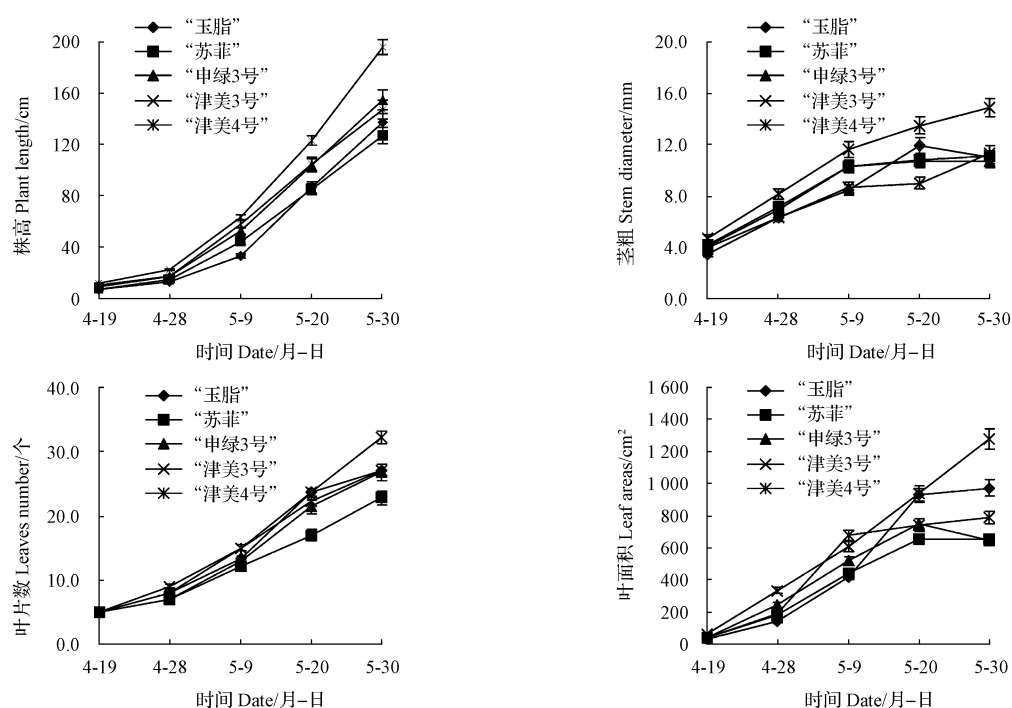 “玉脂”
“苏菲”
“申绿3号”
“津美3号”
“津美4号”
株高 Plant length/cm
200
160
120
80
40
0
4-19 4-28 5-9 5-20 5-30
时间 Date/月–日
“玉脂”
“苏菲”
“申绿3号”
“津美3号”
“津美4号”
茎粗 Stem diameter/mm
20.0
16.0
12.0
8.0
4.0
0.0
4-19 4-28 5-9 5-20 5-30
时间 Date/月–日
“玉脂”
“苏菲”
“申绿3号”
“津美3号”
“津美4号”
叶片数 Leaves number/个
40.0
30.0
20.0
10.0
0.0
4-19 4-28 5-9 5-20 5-30
时间 Date/月–日
“玉脂”
“苏菲”
“申绿3号”
“津美3号”
“津美4号”
叶面积 Leaf areas/cm²
1 600
1 400
1 200
1 000
800
600
400
200
0
4-19 4-28 5-9 5-20 5-30
时间 Date/月–日